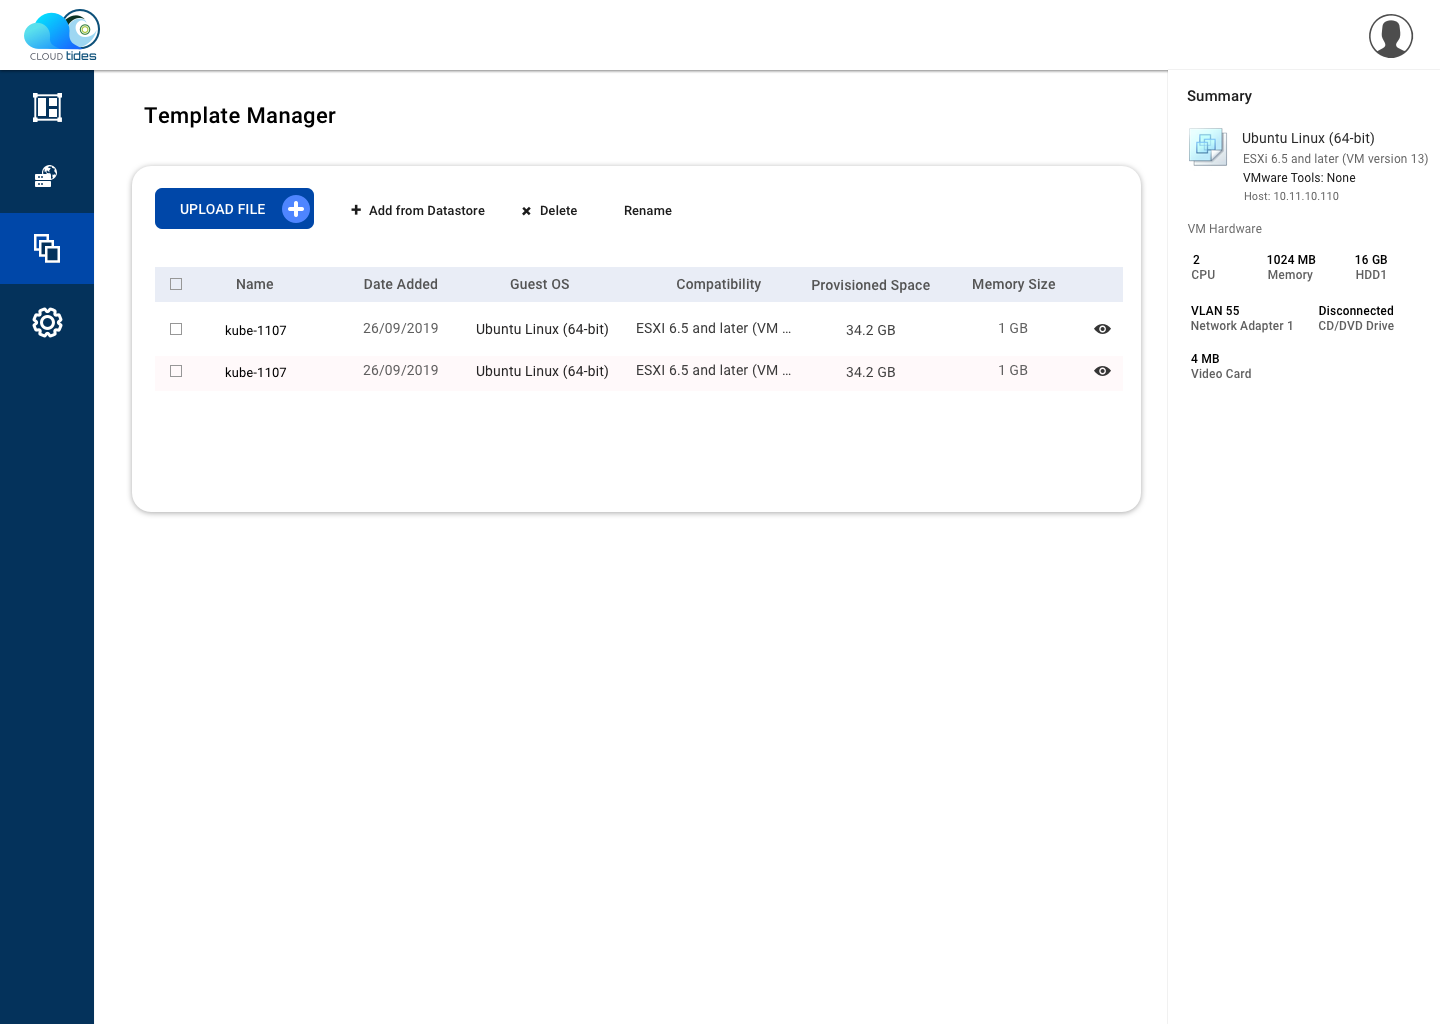 CLOUD tides
Template Manager
UPLOAD FILE
Add from Datastore
Delete
Rename
Name Date Added Guest OS Compatibility Provisioned Space Memory Size
kube-1107 26/09/2019 Ubuntu Linux (64-bit) ESXI 6.5 and later (VM ... 34.2 GB 1 GB
kube-1107 26/09/2019 Ubuntu Linux (64-bit) ESXI 6.5 and later (VM ... 34.2 GB 1 GB
Summary
Ubuntu Linux (64-bit)
ESXi 6.5 and later (VM version 13)
VMware Tools: None
Host: 10.11.10.110
VM Hardware
2 1024 MB 16 GB
CPU Memory HDD1
VLAN 55 Disconnected
Network Adapter 1 CD/DVD Drive
4 MB
Video Card